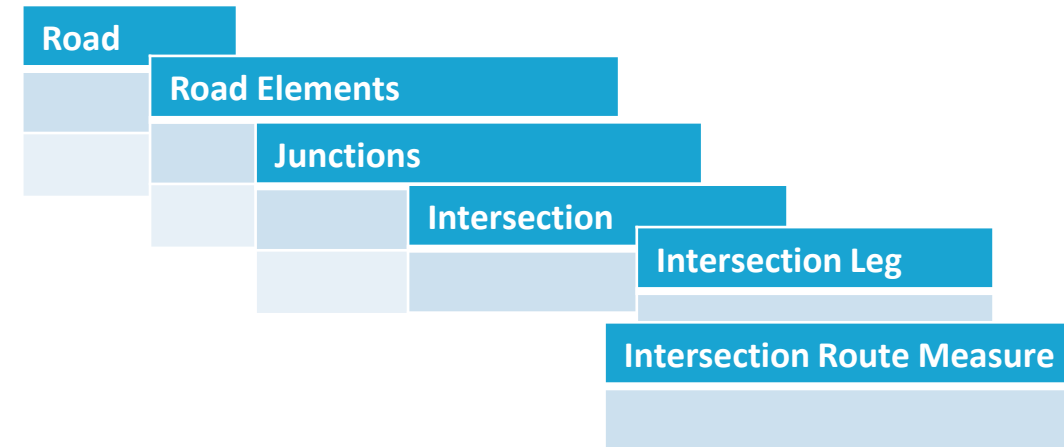 Road
Road Elements
Junctions
Intersection
Intersection Leg
Intersection Route Measure